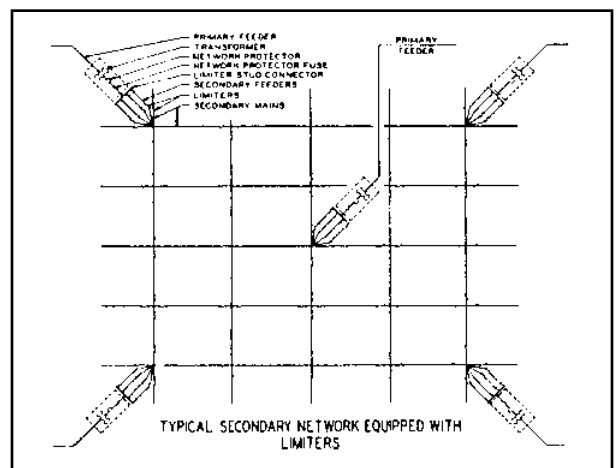 PRIMARY FEEDER
TRANSFORMER
NETWORK PROTECTOR
NETWORK PROTECTOR FUSE
LIMITER STUD CONNECTOR
SECONDARY FEEDERS
LIMITERS
SECONDARY MAINS
PRIMARY
FEEDER
TYPICAL SECONDARY NETWORK EQUIPPED WITH
LIMITERS